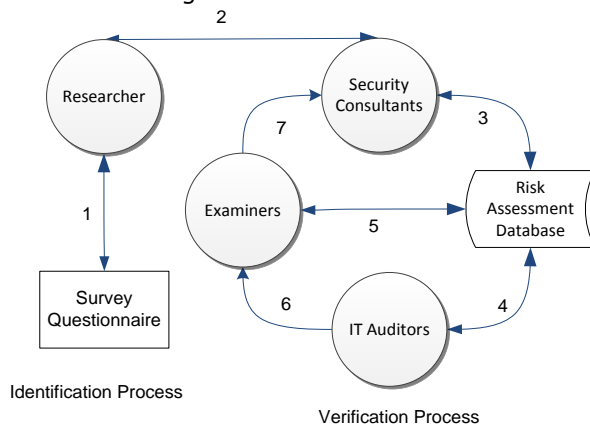 2
Researcher
Security
Consultants
7
3
1
Examiners
5
Risk
Assessment
Database
Survey
Questionnaire
6
IT Auditors
4
Identification Process
Verification Process